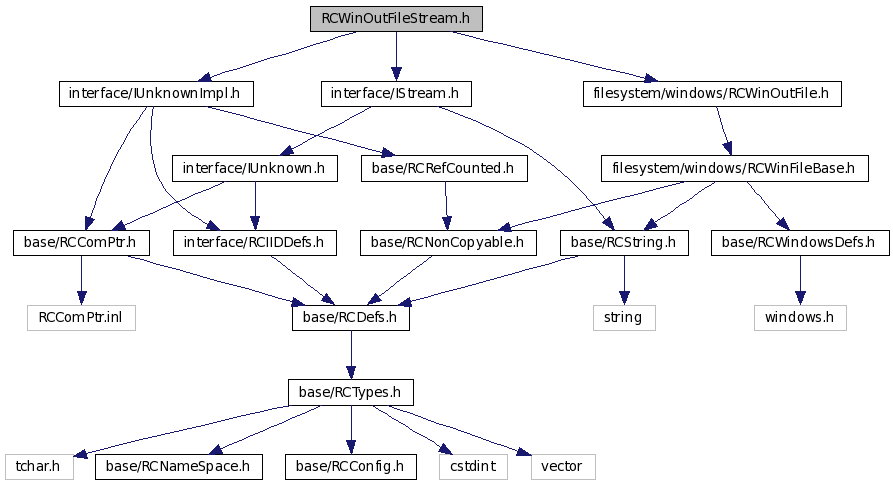 RCWinOutFileStream.h
interface/IUnknownImpl.h
interface/IStream.h
filesystem/windows/RCWinOutFile.h
interface/IUnknown.h
base/RCRefCounted.h
filesystem/windows/RCWinFileBase.h
base/RCComPtr.h
interface/RCIIDDefs.h
base/RCNonCopyable.h
base/RCString.h
base/RCWindowsDefs.h
RCComPtr.inl
base/RCDefs.h
string
windows.h
base/RCTypes.h
tchar.h
base/RCNameSpace.h
base/RCConfig.h
cstdint
vector